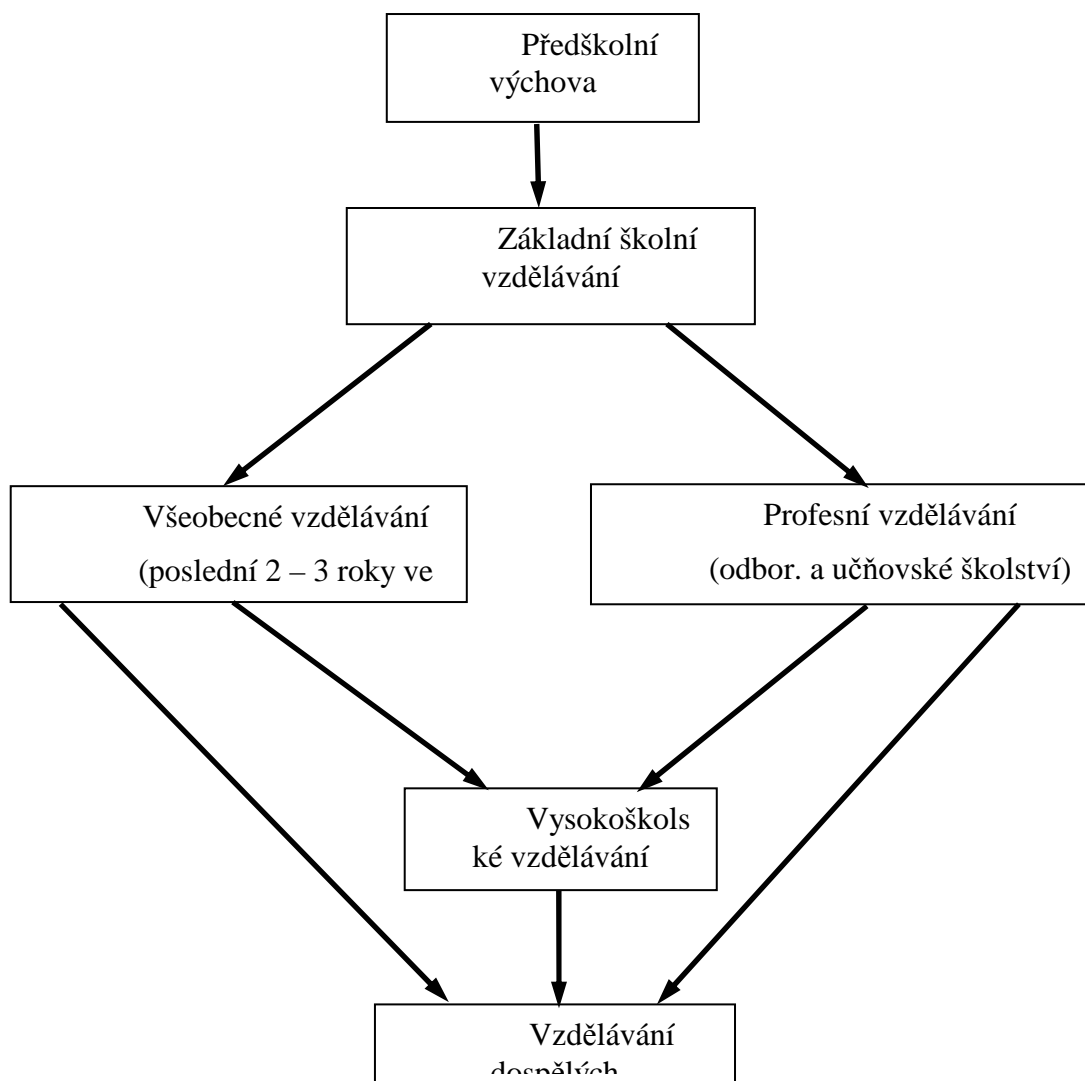 Předškolní
výchova
Základní školní
vzdělávání
Všeobecné vzdělávání
(poslední 2 – 3 roky ve
Profesní vzdělávání
(odbor. a učňovské školství)
Vysokoškols
ké vzdělávání
Vzdělávání
dospělých